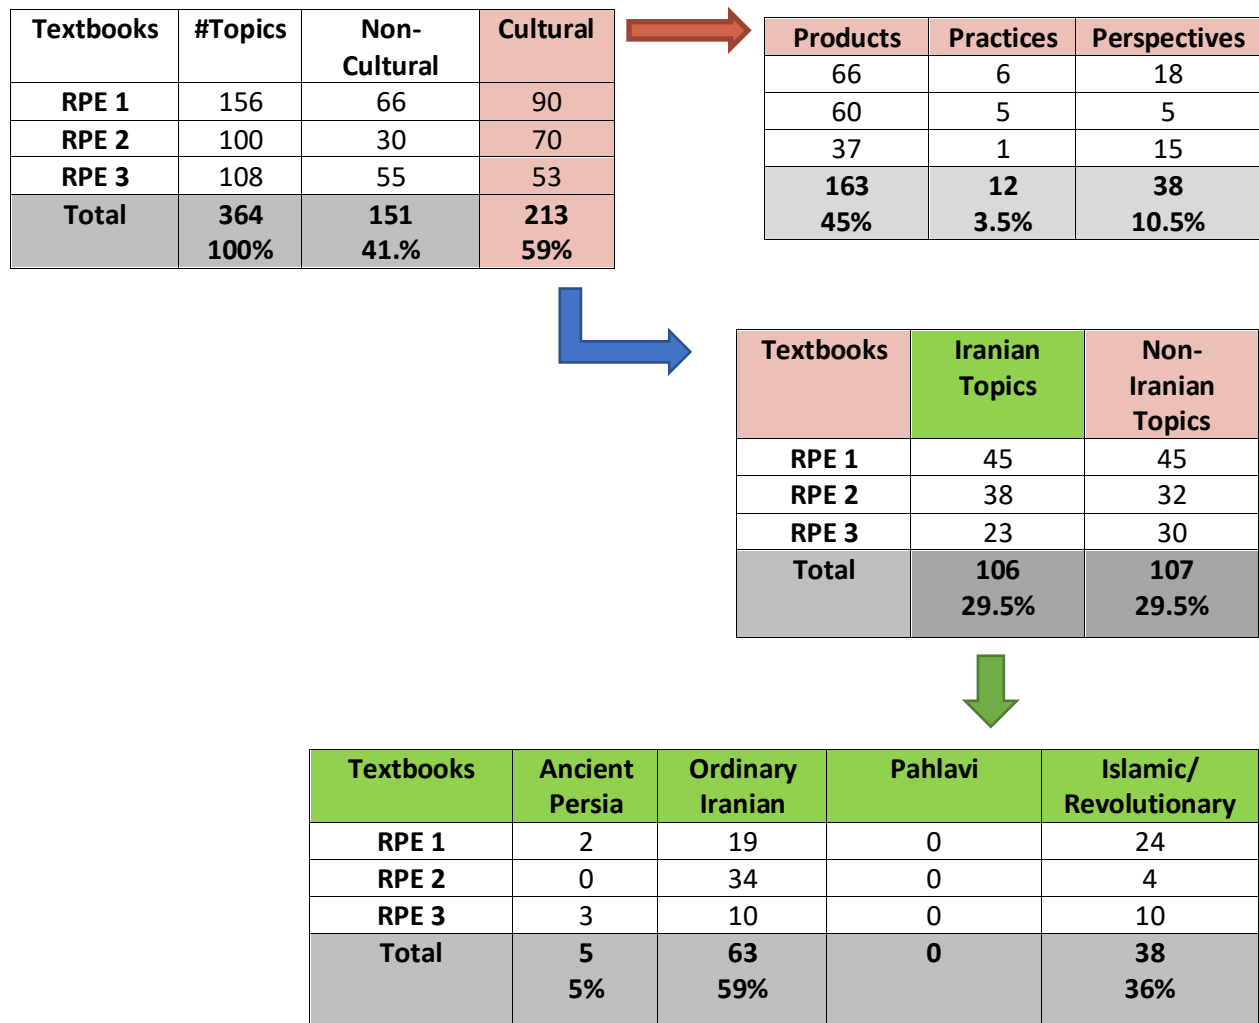 Textbooks #Topics Non- Cultural
Cultural
RPE 1 156 66 90
RPE 2 100 30 70
RPE 3 108 55 53
Total 364 151 213
100% 41.% 59%
Products Practices Perspectives
66 6 18
60 5 5
37 1 15
163 12 38
45% 3.5% 10.5%
Textbooks Iranian Non-
Topics Iranian
Topics
RPE 1 45 45
RPE 2 38 32
RPE 3 23 30
Total 106 107
29.5% 29.5%
Textbooks Ancient Ordinary Pahlavi Islamic/
Persia Iranian Revolutionary
RPE 1 2 19 0 24
RPE 2 0 34 0 4
RPE 3 3 10 0 10
Total 5 63 0 38
5% 59% 36%